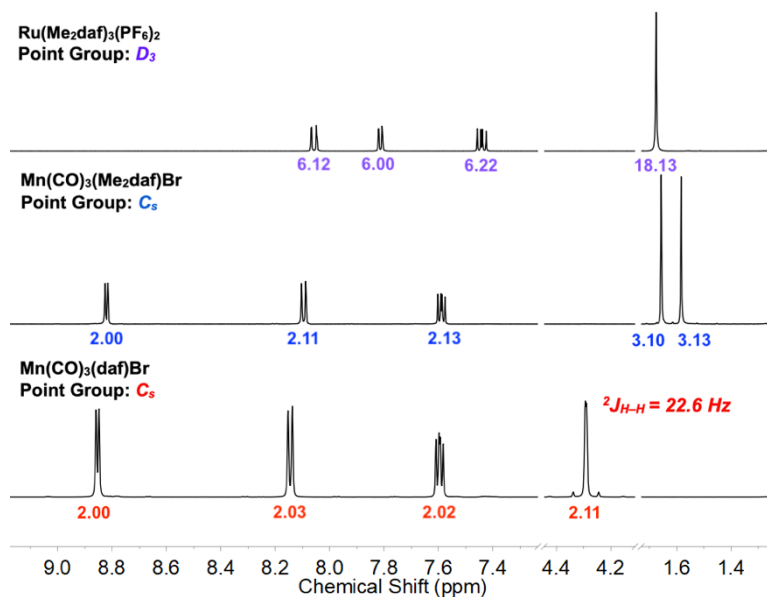 Ru(Me₂daf)₃(PF₆)₂
Point Group: D₃
6.12 6.00 6.22 18.13
Mn(CO)₃(Me₂daf)Br
Point Group: Cₛ
2.00 2.11 2.13 3.10 3.13
Mn(CO)₃(daf)Br
Point Group: Cₛ
²J_H–H = 22.6 Hz
2.00 2.03 2.02 2.11
9.0 8.8 8.6 8.4 8.2 8.0 7.8 7.6 7.4 4.4 4.2 1.6 1.4
Chemical Shift (ppm)